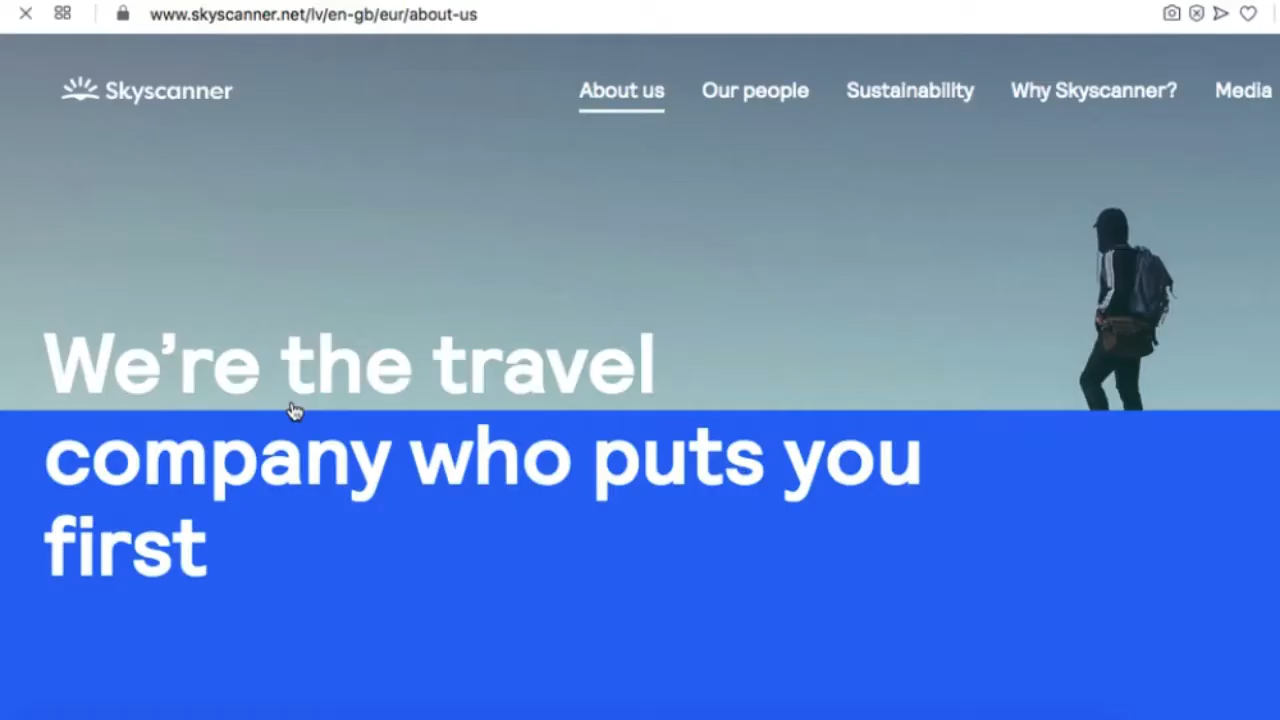 www.skyscanner.net/lv/en-gb/eur/about-us
Skyscanner
About us
Our people
Sustainability
Why Skyscanner?
Media
We're the travel
company who puts you
first